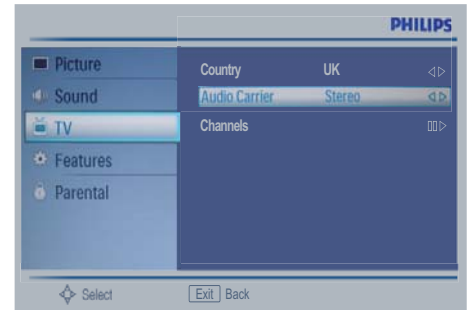 PHILIPS
Picture
Sound
TV
Features
Parental
Country UK
Audio Carrier Stereo
Channels
Select Exit Back